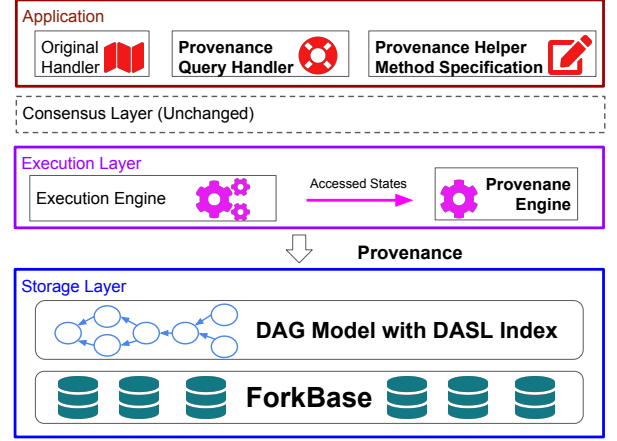 Application
Original
Handler
Provenance
Query Handler
Provenance Helper
Method Specification
Consensus Layer (Unchanged)
Execution Layer
Execution Engine
Accessed States
Provenane
Engine
Provenance
Storage Layer
DAG Model with DASL Index
ForkBase